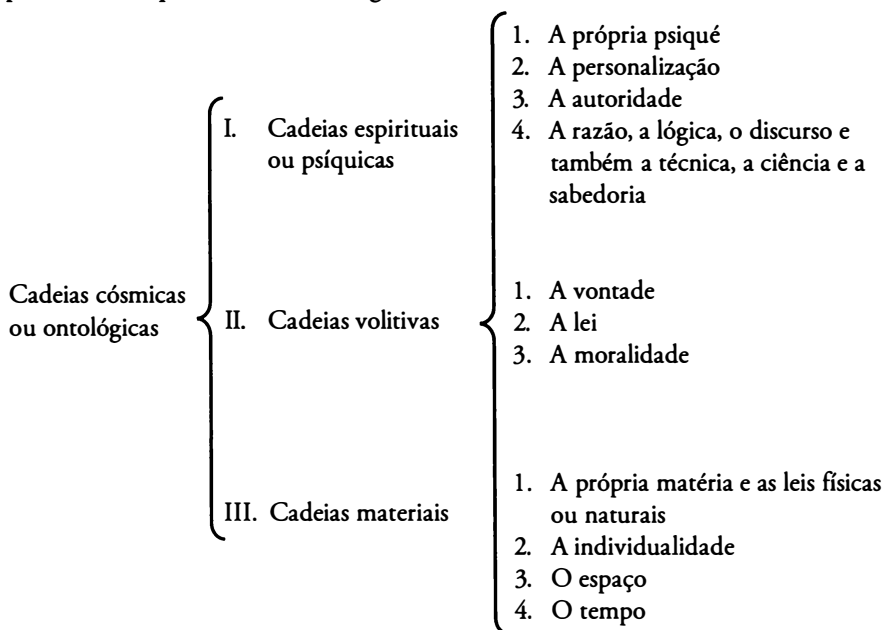 Cadeias cósmicas
ou ontológicas
I. Cadeias espirituais
ou psíquicas
1. A própria psiqué
2. A personalização
3. A autoridade
4. A razão, a lógica, o discurso e
também a técnica, a ciência e a
sabedoria
II. Cadeias volitivas
1. A vontade
2. A lei
3. A moralidade
III. Cadeias materiais
1. A própria matéria e as leis físicas
ou naturais
2. A individualidade
3. O espaço
4. O tempo